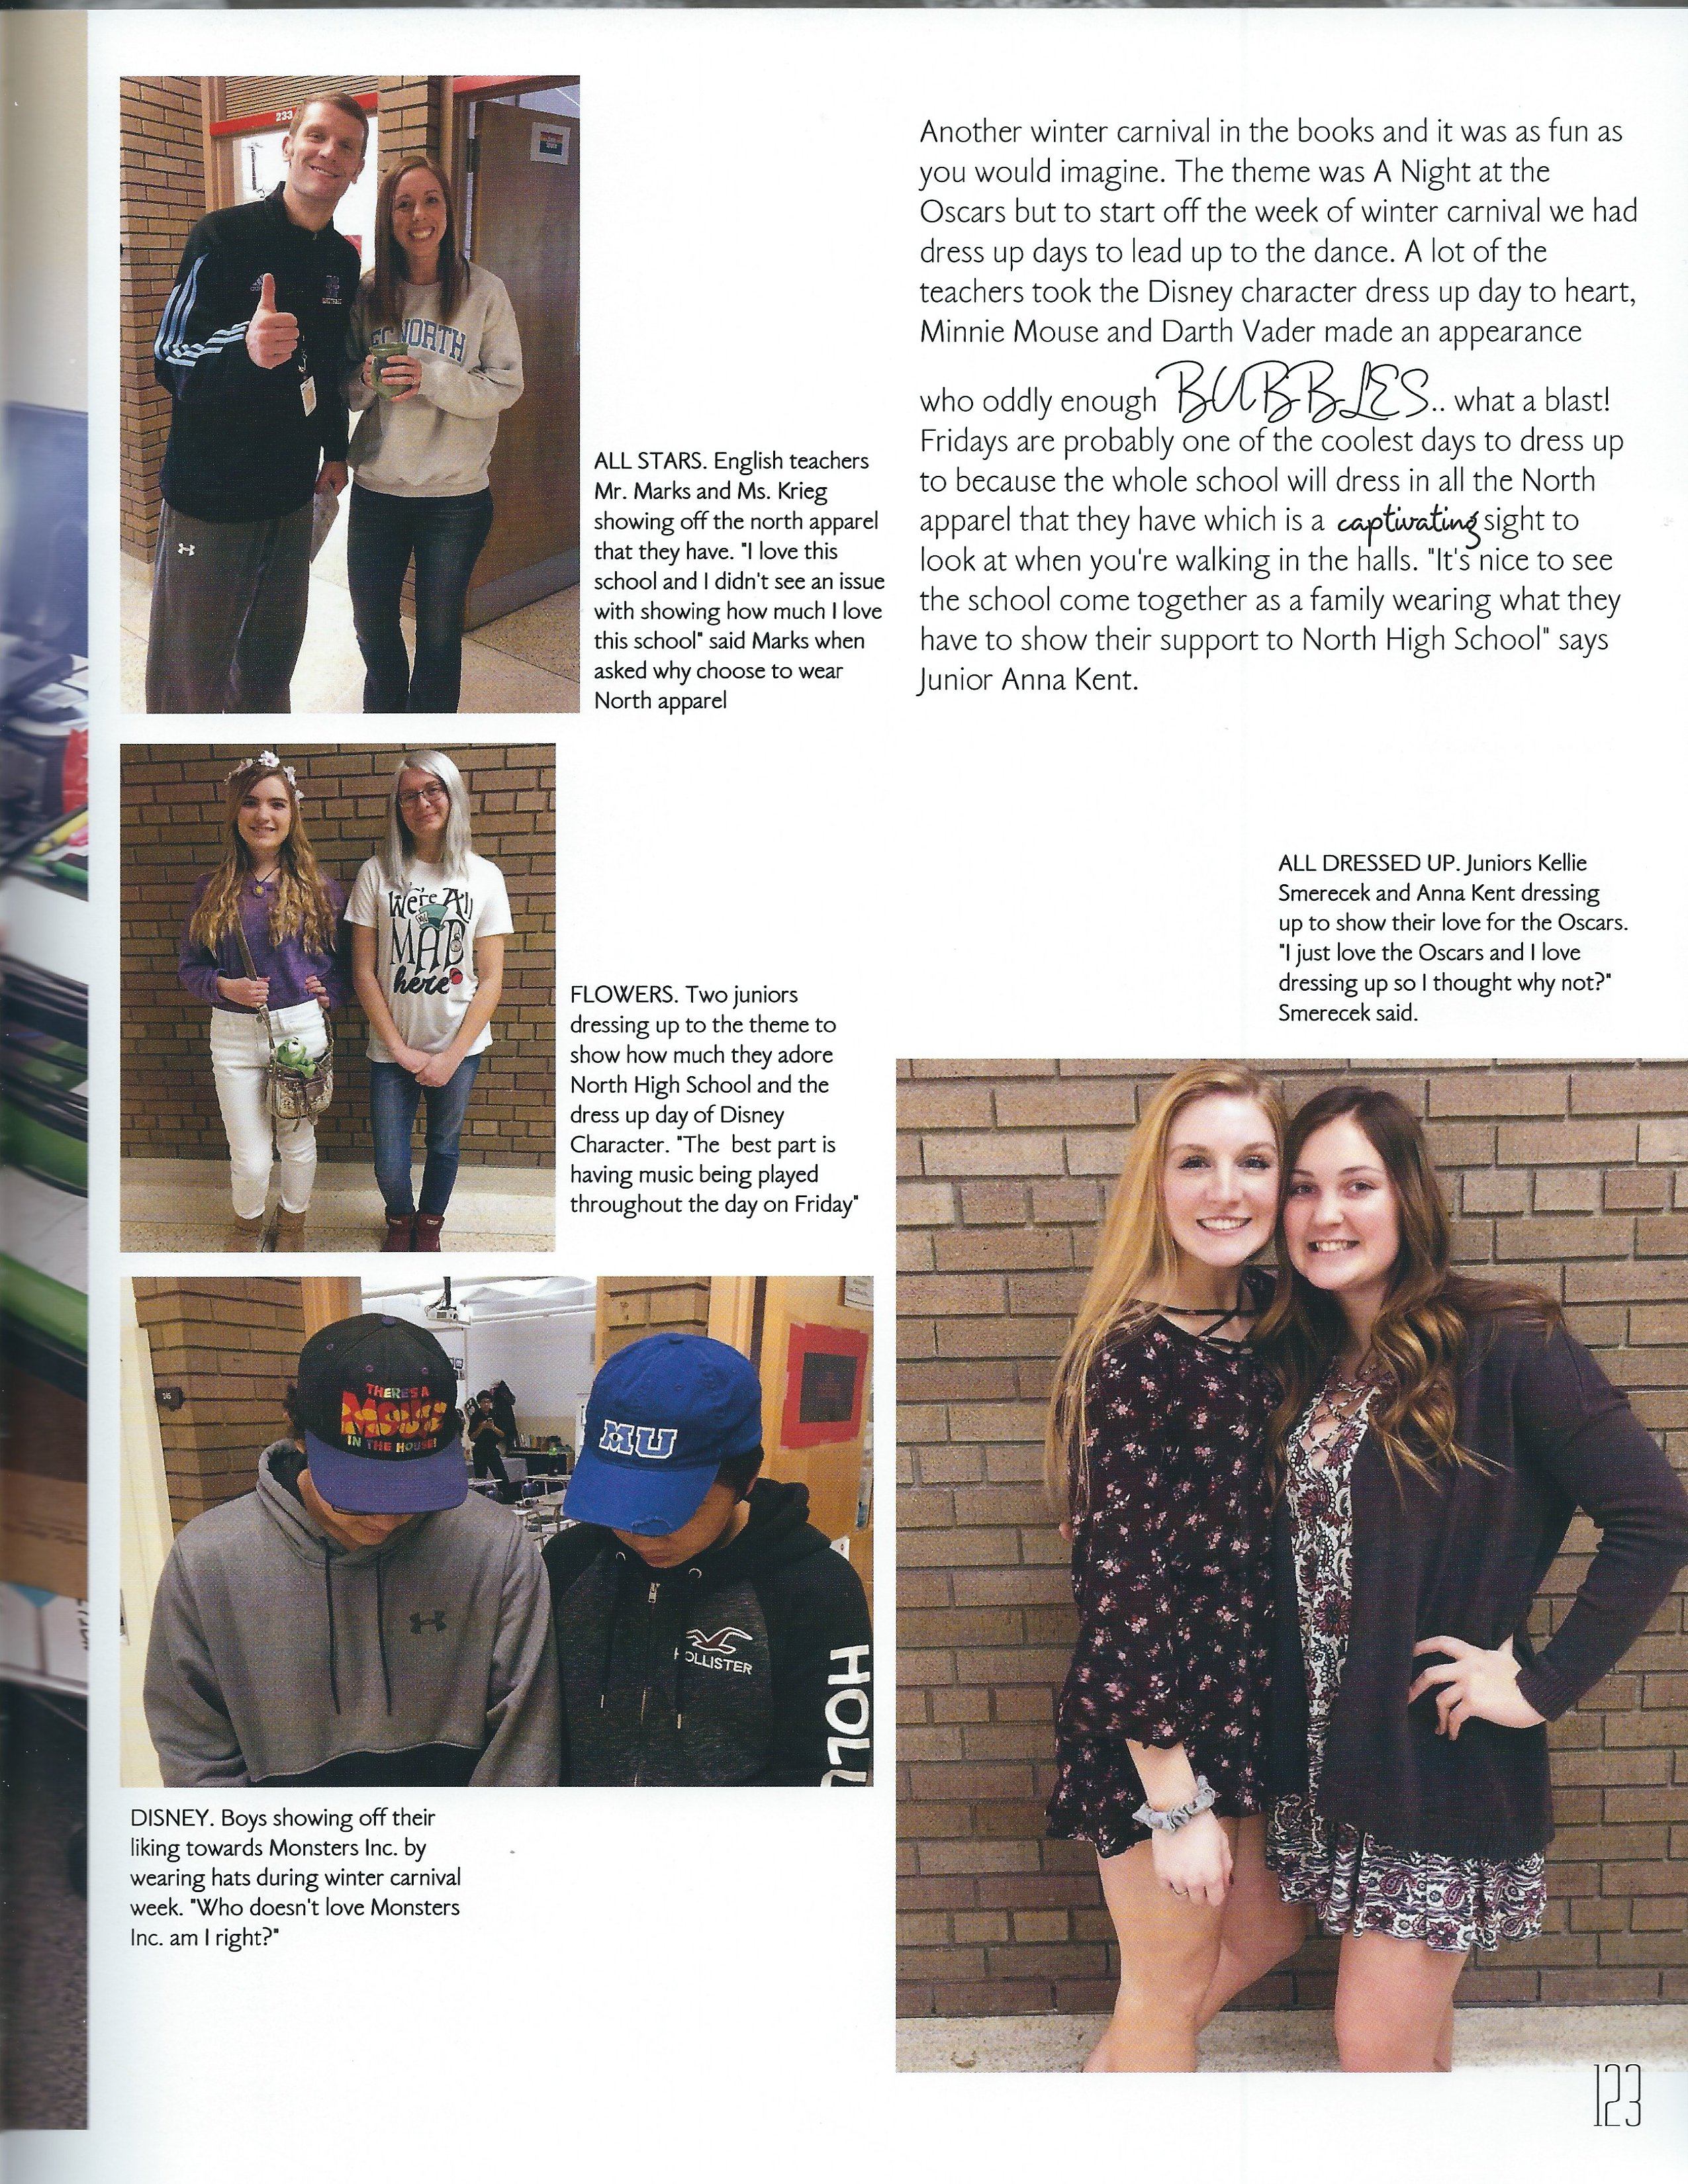 Another winter carnival in the books and it was as fun as
you would imagine. The theme was A Night at the
Oscars but to start off the week of winter carnival we had
dress up days to lead up to the dance. A lot of the
teachers took the Disney character dress up day to heart,
Minnie Mouse and Darth Vader made an appearance
who oddly enough BUBBLES.. what a blast!
Fridays are probably one of the coolest days to dress up
to because the whole school will dress in all the North
apparel that they have which is a captivating sight to
look at when you're walking in the halls. "It's nice to see
the school come together as a family wearing what they
have to show their support to North High School" says
Junior Anna Kent.
233
NORTH
ALL STARS. English teachers
Mr. Marks and Ms. Krieg
showing off the north apparel
that they have. "I love this
school and I didn't see an issue
with showing how much I love
this school" said Marks when
asked why choose to wear
North apparel
We're All
MAD
here
FLOWERS. Two juniors
dressing up to the theme to
show how much they adore
North High School and the
dress up day of Disney
Character. "The best part is
having music being played
throughout the day on Friday"
ALL DRESSED UP. Juniors Kellie
Smerecek and Anna Kent dressing
up to show their love for the Oscars.
"I just love the Oscars and I love
dressing up so I thought why not?"
Smerecek said.
THERE'S A
MOUSE
IN THE HOUSE!
MU
HOLLISTER
HOLL
DISNEY. Boys showing off their
liking towards Monsters Inc. by
wearing hats during winter carnival
week. "Who doesn't love Monsters
Inc. am I right?"
123